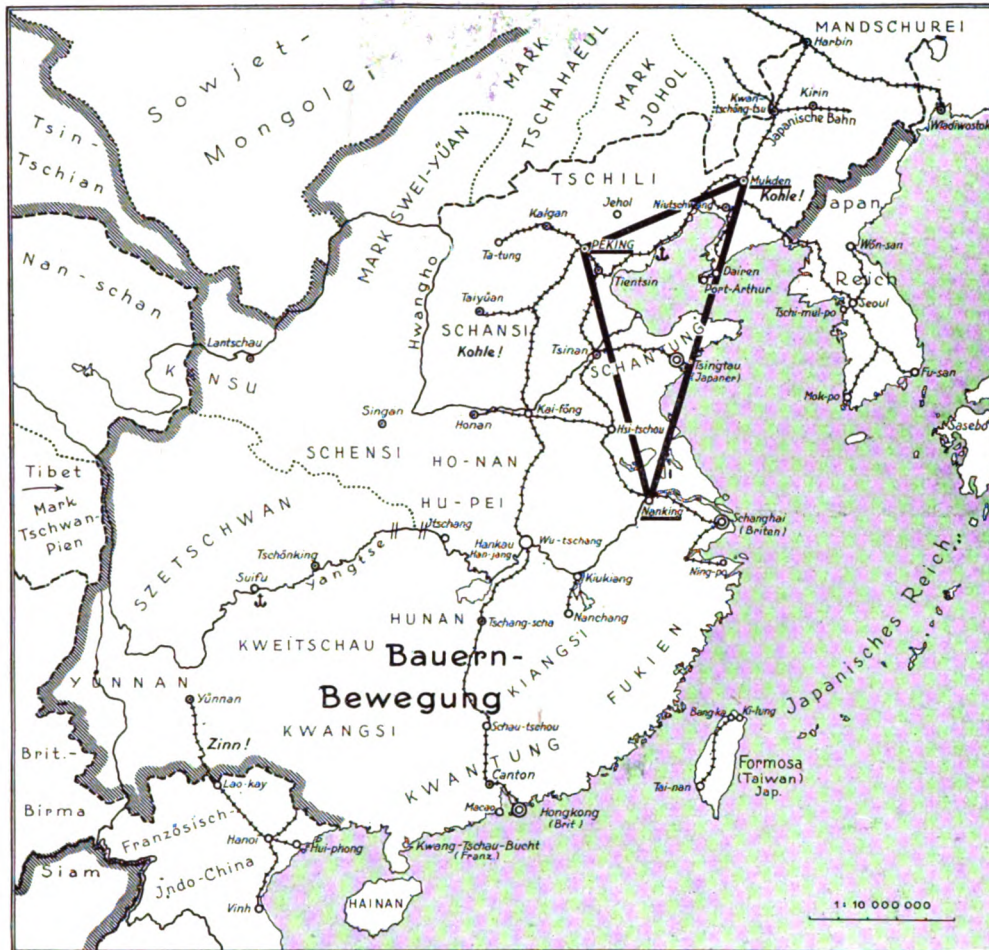 MANDSCHUREI
Harbin
Sowjet-
Mongolei
MARK
TSCHAHAEUL
MARK
JOHOL
Kwan-
tschöng-tsu
Kirin
Japanische Bahn
Wladiwostok
Tsin-
Tschian
MARK SWEI-YÜAN
TSCHILI
Mukden
Kohle!
Japan.
Reich
Jehol
Niutschwang
Kalgan
Ta-tung
PEKING
Tientsin
Dairen
Port-Arthur
Wön-san
Seoul
Tschi-mul-po
Nan-schan
Hwangho
Taiyüan
SCHANSI
Kohle!
Tsinan
SCHANTUNG
Tsingtau
(Japaner)
Fu-san
Mok-po
Sasebo
Lantschau
KANSU
Singan
Honan
Kai-föng
Hsi-tschou
SCHENSI
HO-NAN
Tibet
Mark
Tschwan-
Pien
SZETSCHWAN
HU-PEI
Jtschang
Nanking
Schanghai
(Briten)
Tschönking
Suifu
Yangtse
Hankau
Han-jang
Wu-tschang
Kiukiang
Ning-po
Nanchang
HUNAN
Tschang-scha
KWEITSCHAU
Bauern-
Bewegung
KIANGSI
FUKIEN
Japanisches Reich
YÜNNAN
Yünnan
KWANGSI
Schau-tschou
Bangka
Ki-lung
Zinn!
Formosa
(Taiwan)
Jap.
Tai-nan
Brit.-
Birma
Lao-kay
KWANTUNG
Canton
Macao
Hongkong
(Brit)
Französisch-
Jndo-China
Hanoi
Hui-phong
Kwang-Tschau-Bucht
(Franz.)
Siam
Vinh
HAINAN
1:10 000 000